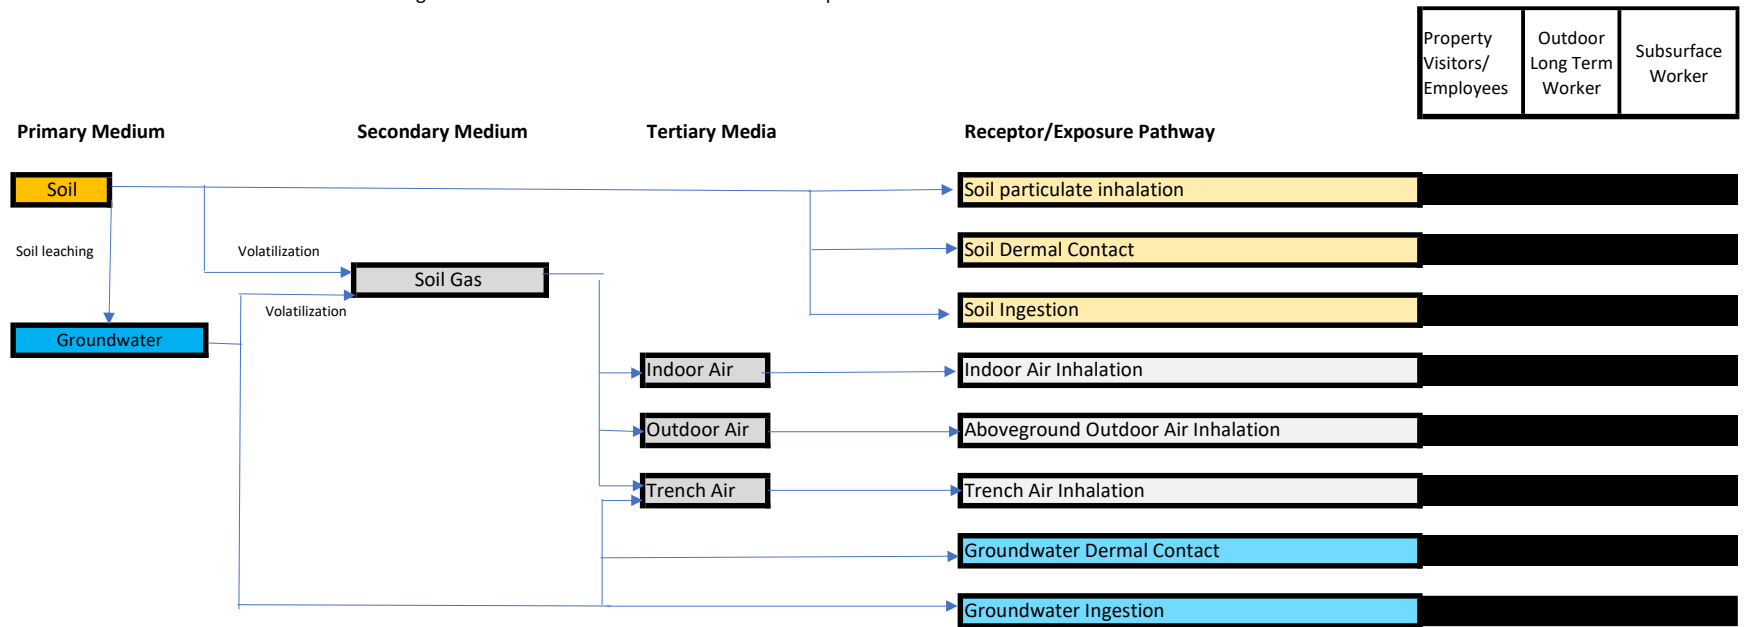 Property
Visitors/
Employees
Outdoor
Long Term
Worker
Subsurface
Worker
Primary Medium
Secondary Medium
Tertiary Media
Receptor/Exposure Pathway
Soil
Soil particulate inhalation
Soil leaching
Volatilization
Soil Dermal Contact
Soil Gas
Volatilization
Soil Ingestion
Groundwater
Indoor Air
Indoor Air Inhalation
Outdoor Air
Aboveground Outdoor Air Inhalation
Trench Air
Trench Air Inhalation
Groundwater Dermal Contact
Groundwater Ingestion